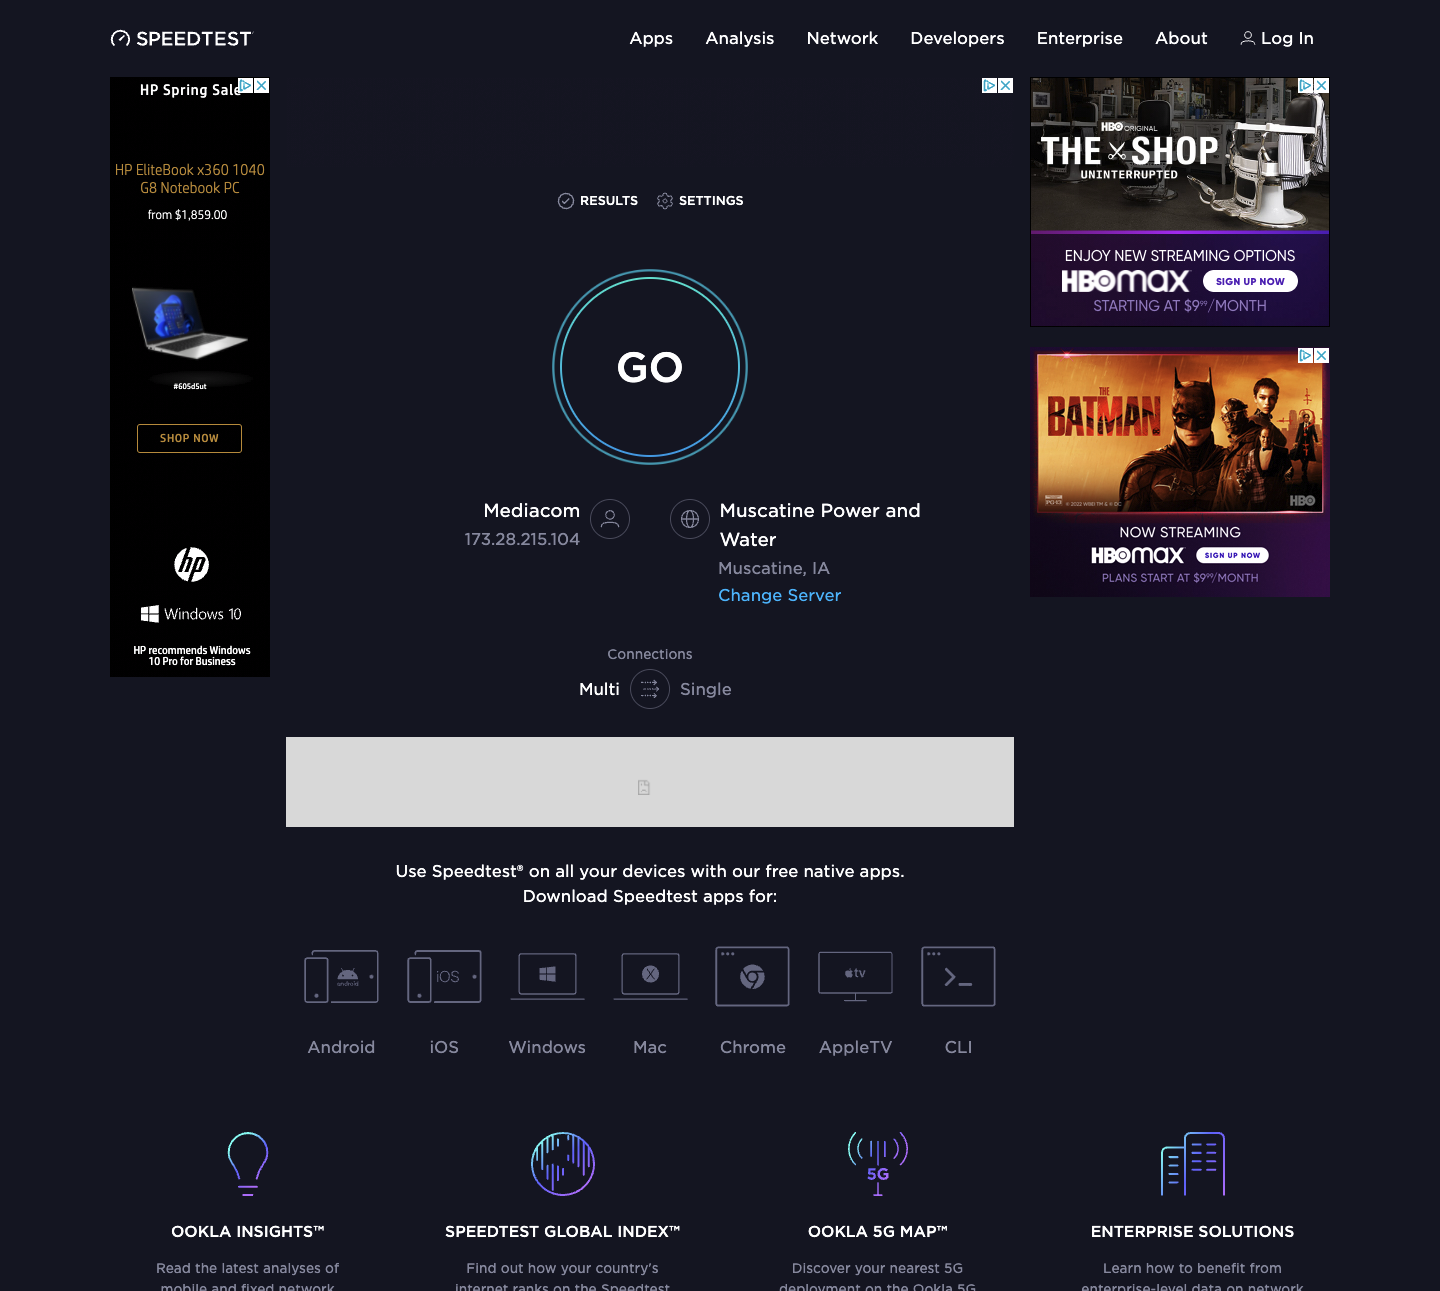 SPEEDTEST
Apps
Analysis
Network
Developers
Enterprise
About
Log In
HP Spring Sale
HP EliteBook x360 1040
G8 Notebook PC
from $1,859.00
#605d5ut
SHOP NOW
hp
Windows 10
HP recommends Windows
10 Pro for Business
RESULTS
SETTINGS
GO
Mediacom
173.28.215.104
Muscatine Power and
Water
Muscatine, IA
Change Server
Connections
Multi
Single
HBO ORIGINAL
THE SHOP
UNINTERRUPTED
ENJOY NEW STREAMING OPTIONS
HBOMAX
SIGN UP NOW
STARTING AT $9⁹⁹/MONTH
THE
BATMAN
HBO
NOW STREAMING
HBOMAX
SIGN UP NOW
PLANS START AT $9⁹⁹/MONTH
Use Speedtest® on all your devices with our free native apps.
Download Speedtest apps for:
android
iOS
tv
Android
iOS
Windows
Mac
Chrome
AppleTV
CLI
5G
OOKLA INSIGHTS™
Read the latest analyses of
mobile and fixed network
SPEEDTEST GLOBAL INDEX™
Find out how your country's
internet ranks on the Speedtest
OOKLA 5G MAP™
Discover your nearest 5G
deployment on the Ookla 5G
ENTERPRISE SOLUTIONS
Learn how to benefit from
enterprise-level data on network